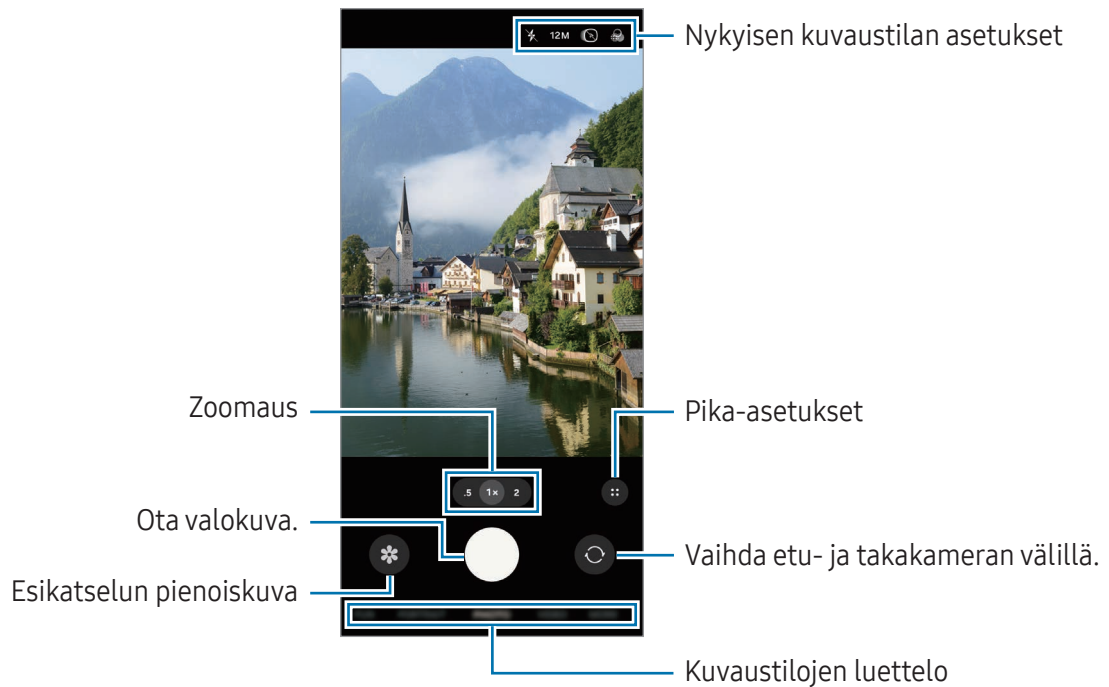 Nykyisen kuvaustilan asetukset
12M
Zoomaus
Pika-asetukset
.5 1× 2
Ota valokuva.
Vaihda etu- ja takakameran välillä.
Esikatselun pienoiskuva
Kuvaustilojen luettelo